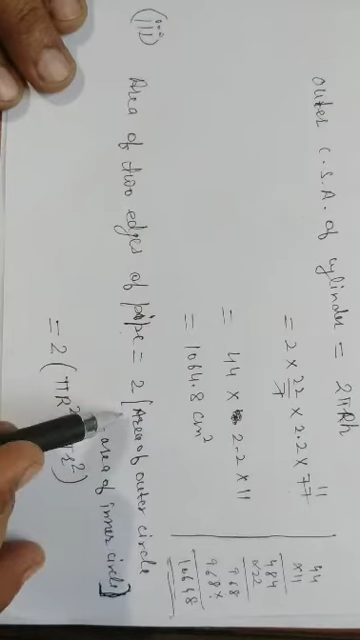 outer C.S.A. of cylinder = 2πRh
= 2 × 22/7 × 2.2 × 77 11
= 44 × 2.2 × 11
= 1064.8 cm²
44
×11
484
×22
968
968×
10648
(iii) Area of two edges of pipe = 2 [Area of outer circle
area of inner circle]
= 2 (πR² πr²)